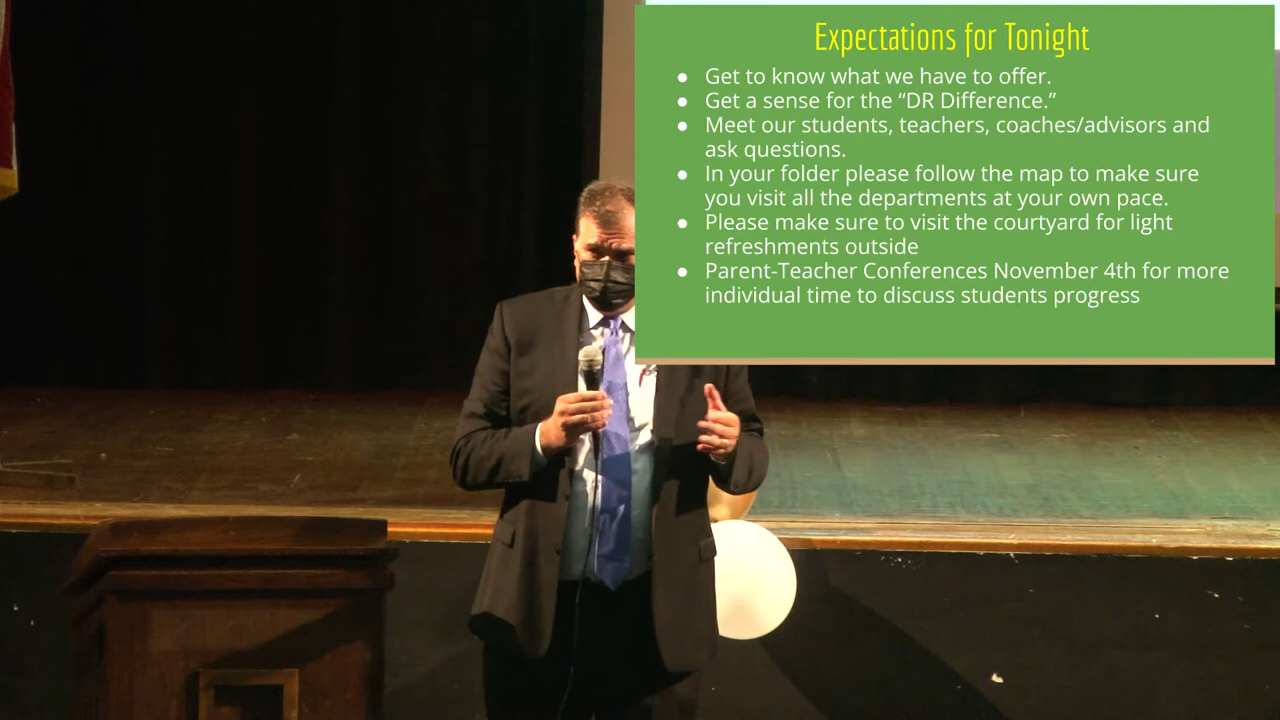 Expectations for Tonight
● Get to know what we have to offer.
● Get a sense for the “DR Difference.”
● Meet our students, teachers, coaches/advisors and
ask questions.
● In your folder please follow the map to make sure
you visit all the departments at your own pace.
● Please make sure to visit the courtyard for light
refreshments outside
● Parent-Teacher Conferences November 4th for more
individual time to discuss students progress